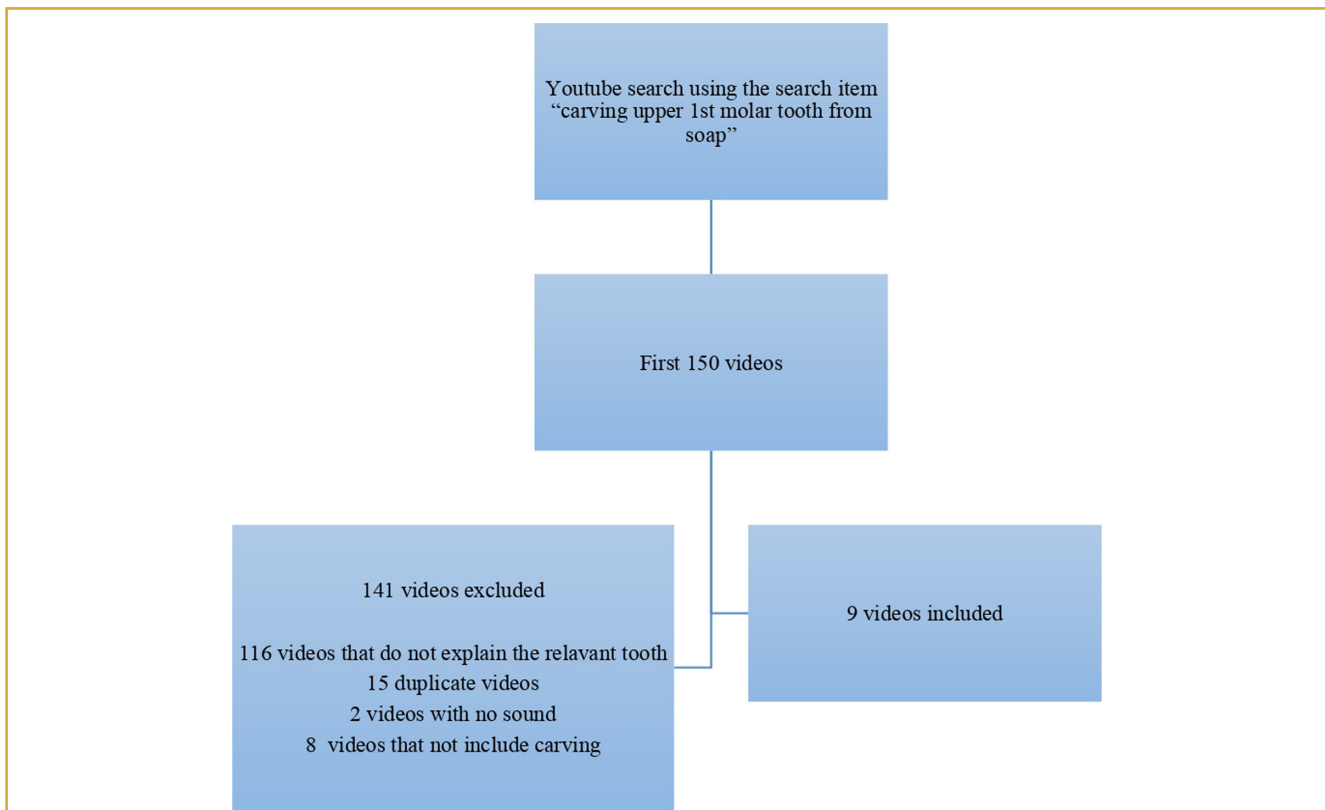 Youtube search using the search item
“carving upper 1st molar tooth from
soap”
First 150 videos
141 videos excluded
116 videos that do not explain the relavant tooth
15 duplicate videos
2 videos with no sound
8 videos that not include carving
9 videos included